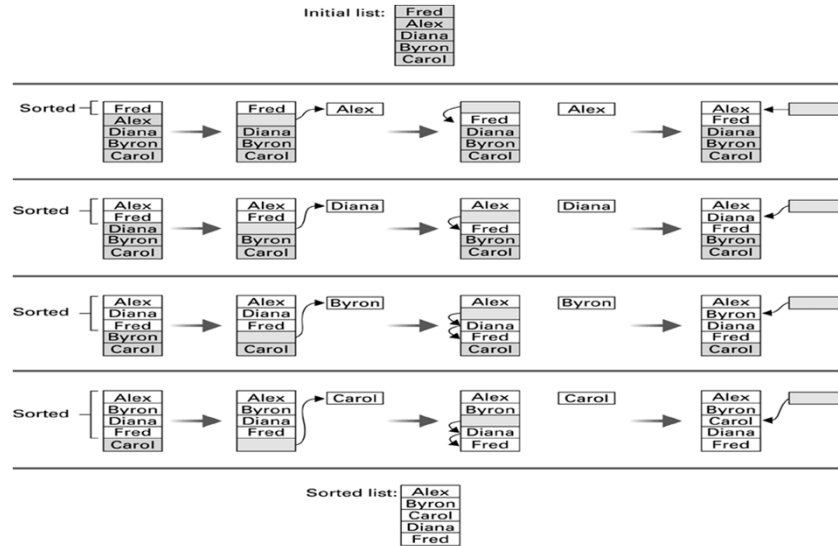 Initial list:
Fred
Alex
Diana
Byron
Carol
Sorted
Fred
Alex
Diana
Byron
Carol
Fred
Diana
Byron
Carol
Alex
Fred
Diana
Byron
Carol
Alex
Alex
Fred
Diana
Byron
Carol
Sorted
Alex
Fred
Diana
Byron
Carol
Alex
Fred
Byron
Carol
Diana
Alex
Fred
Byron
Carol
Diana
Alex
Diana
Fred
Byron
Carol
Sorted
Alex
Diana
Fred
Byron
Carol
Alex
Diana
Fred
Carol
Byron
Alex
Diana
Fred
Carol
Byron
Alex
Byron
Diana
Fred
Carol
Sorted
Alex
Byron
Diana
Fred
Carol
Alex
Byron
Diana
Fred
Carol
Alex
Byron
Diana
Fred
Carol
Alex
Byron
Carol
Diana
Fred
Sorted list:
Alex
Byron
Carol
Diana
Fred